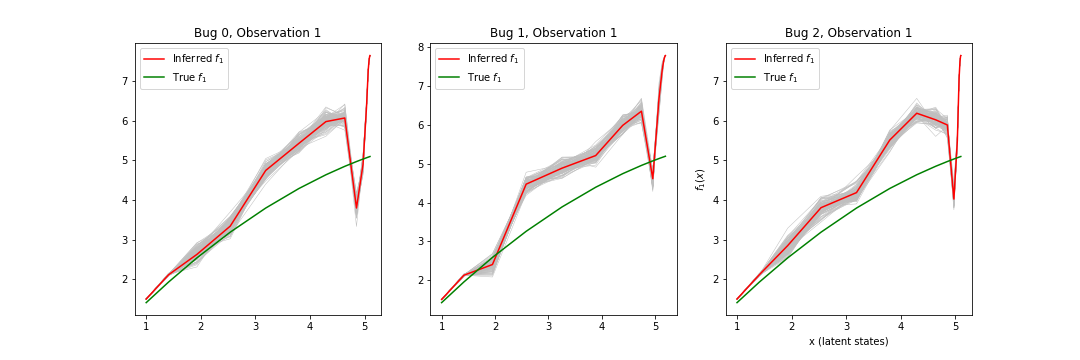 Bug 0, Observation 1
Inferred f₁
True f₁
7
6
5
4
3
2
1 2 3 4 5
Bug 1, Observation 1
Inferred f₁
True f₁
8
7
6
5
4
3
2
1 2 3 4 5
Bug 2, Observation 1
Inferred f₁
True f₁
f₁(x)
7
6
5
4
3
2
1 2 3 4 5
x (latent states)